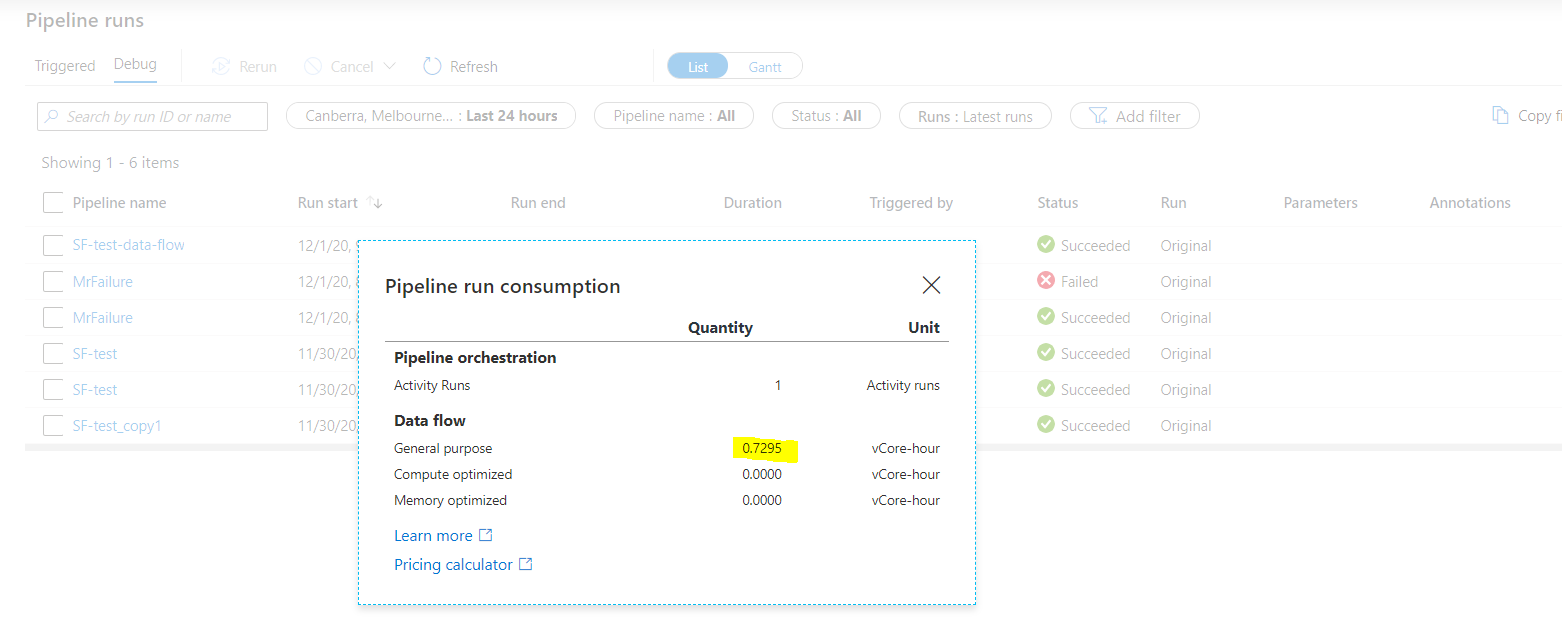 Pipeline runs
Triggered Debug Rerun Cancel Refresh List Gantt
Search by run ID or name Canberra, Melbourne... : Last 24 hours Pipeline name : All Status : All Runs : Latest runs Add filter Copy fi
Showing 1 - 6 items
Pipeline name Run start Run end Duration Triggered by Status Run Parameters Annotations
SF-test-data-flow 12/1/20, Succeeded Original
MrFailure 12/1/20, Failed Original
MrFailure 12/1/20, Succeeded Original
SF-test 11/30/20 Succeeded Original
SF-test 11/30/20, Succeeded Original
SF-test_copy1 11/30/20 Succeeded Original
Pipeline run consumption
Quantity Unit
Pipeline orchestration
Activity Runs 1 Activity runs
Data flow
General purpose 0.7295 vCore-hour
Compute optimized 0.0000 vCore-hour
Memory optimized 0.0000 vCore-hour
Learn more
Pricing calculator